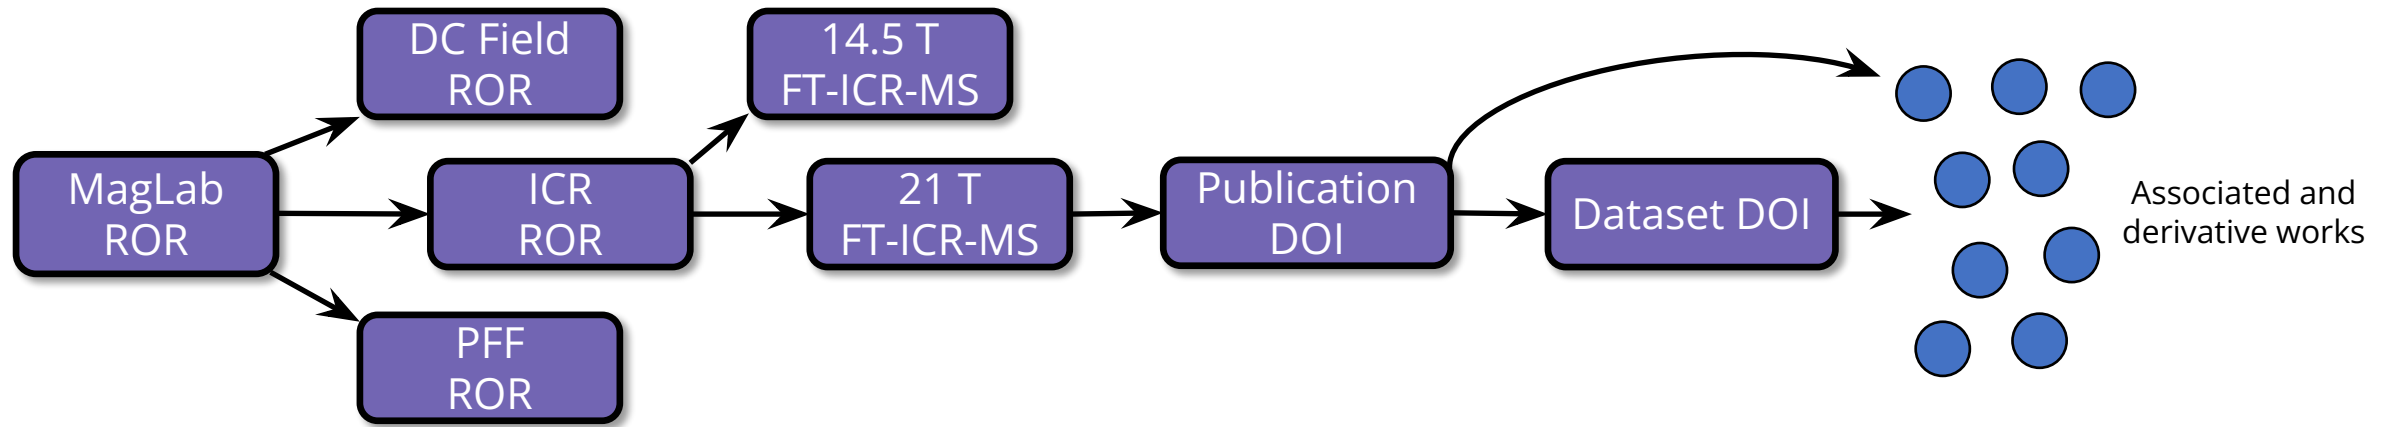 DC Field
ROR
14.5 T
FT-ICR-MS
MagLab
ROR
ICR
ROR
21 T
FT-ICR-MS
Publication
DOI
Dataset DOI
Associated and
derivative works
PFF
ROR